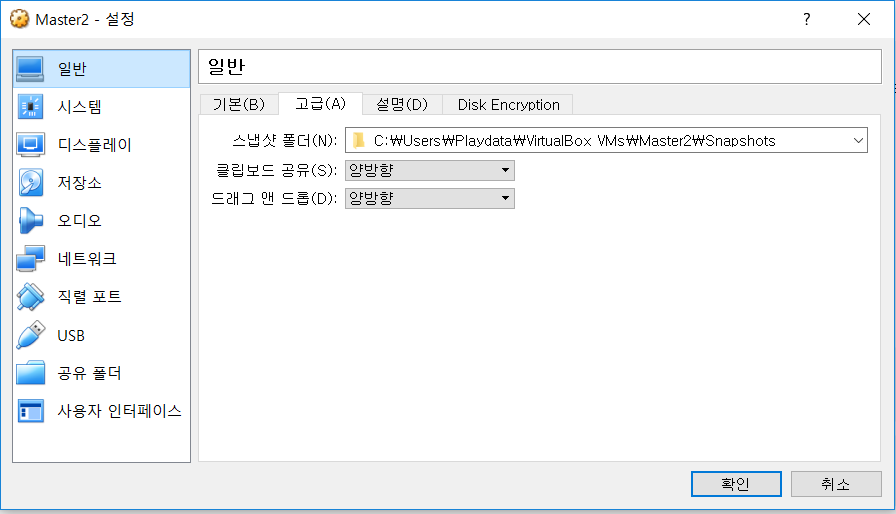 Master2 - 설정
?
일반
시스템
디스플레이
저장소
오디오
네트워크
직렬 포트
USB
공유 폴더
사용자 인터페이스
일반
기본(B) 고급(A) 설명(D) Disk Encryption
스냅샷 폴더(N): C:₩Users₩Playdata₩VirtualBox VMs₩Master2₩Snapshots
클립보드 공유(S): 양방향
드래그 앤 드롭(D): 양방향
확인 취소